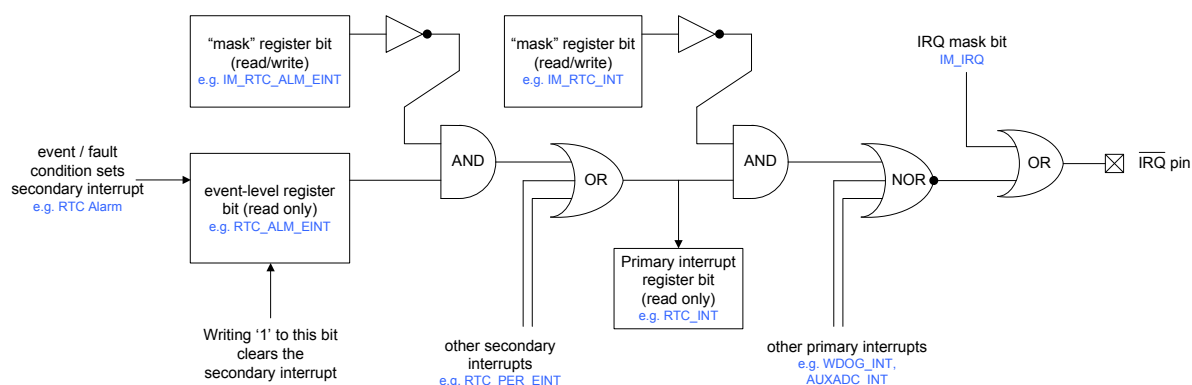 “mask” register bit
(read/write)
e.g. IM_RTC_ALM_EINT
“mask” register bit
(read/write)
e.g. IM_RTC_INT
IRQ mask bit
IM_IRQ
event / fault
condition sets
secondary interrupt
e.g. RTC Alarm
event-level register
bit (read only)
e.g. RTC_ALM_EINT
AND
OR
AND
NOR
OR
IRQ pin
Primary interrupt
register bit
(read only)
e.g. RTC_INT
Writing ‘1’ to this bit
clears the
secondary interrupt
other secondary
interrupts
e.g. RTC_PER_EINT
other primary interrupts
e.g. WDOG_INT,
AUXADC_INT